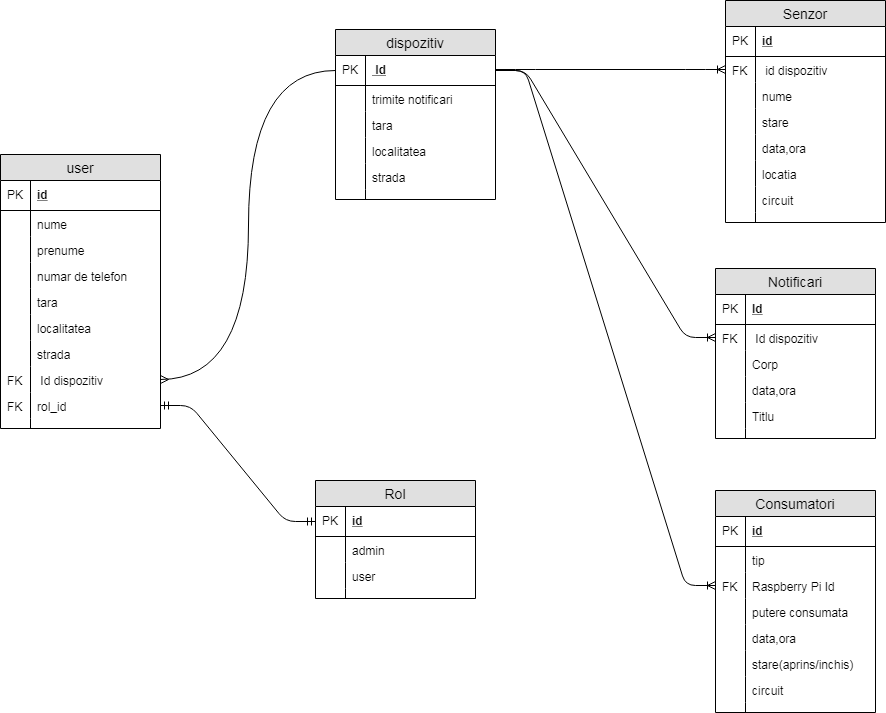 user
PK id
nume
prenume
numar de telefon
tara
localitatea
strada
FK Id dispozitiv
FK rol_id
dispozitiv
PK Id
trimite notificari
tara
localitatea
strada
Rol
PK id
admin
user
Senzor
PK id
FK id dispozitiv
nume
stare
data,ora
locatia
circuit
Notificari
PK Id
FK Id dispozitiv
Corp
data,ora
Titlu
Consumatori
PK id
tip
FK Raspberry Pi Id
putere consumata
data,ora
stare(aprins/inchis)
circuit